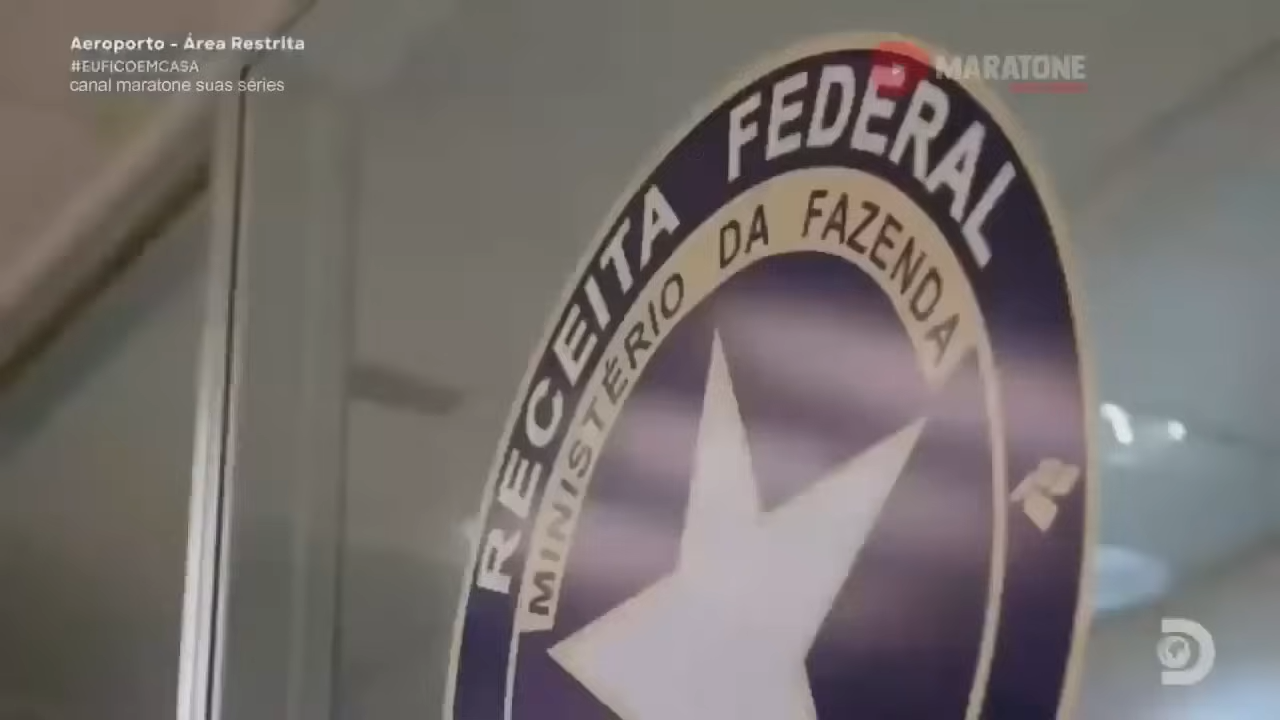 Aeroporto - Área Restrita
#EUFICOEMCASA
canal maratone suas séries
MARATONE
RECEITA FEDERAL
MINISTÉRIO DA FAZENDA